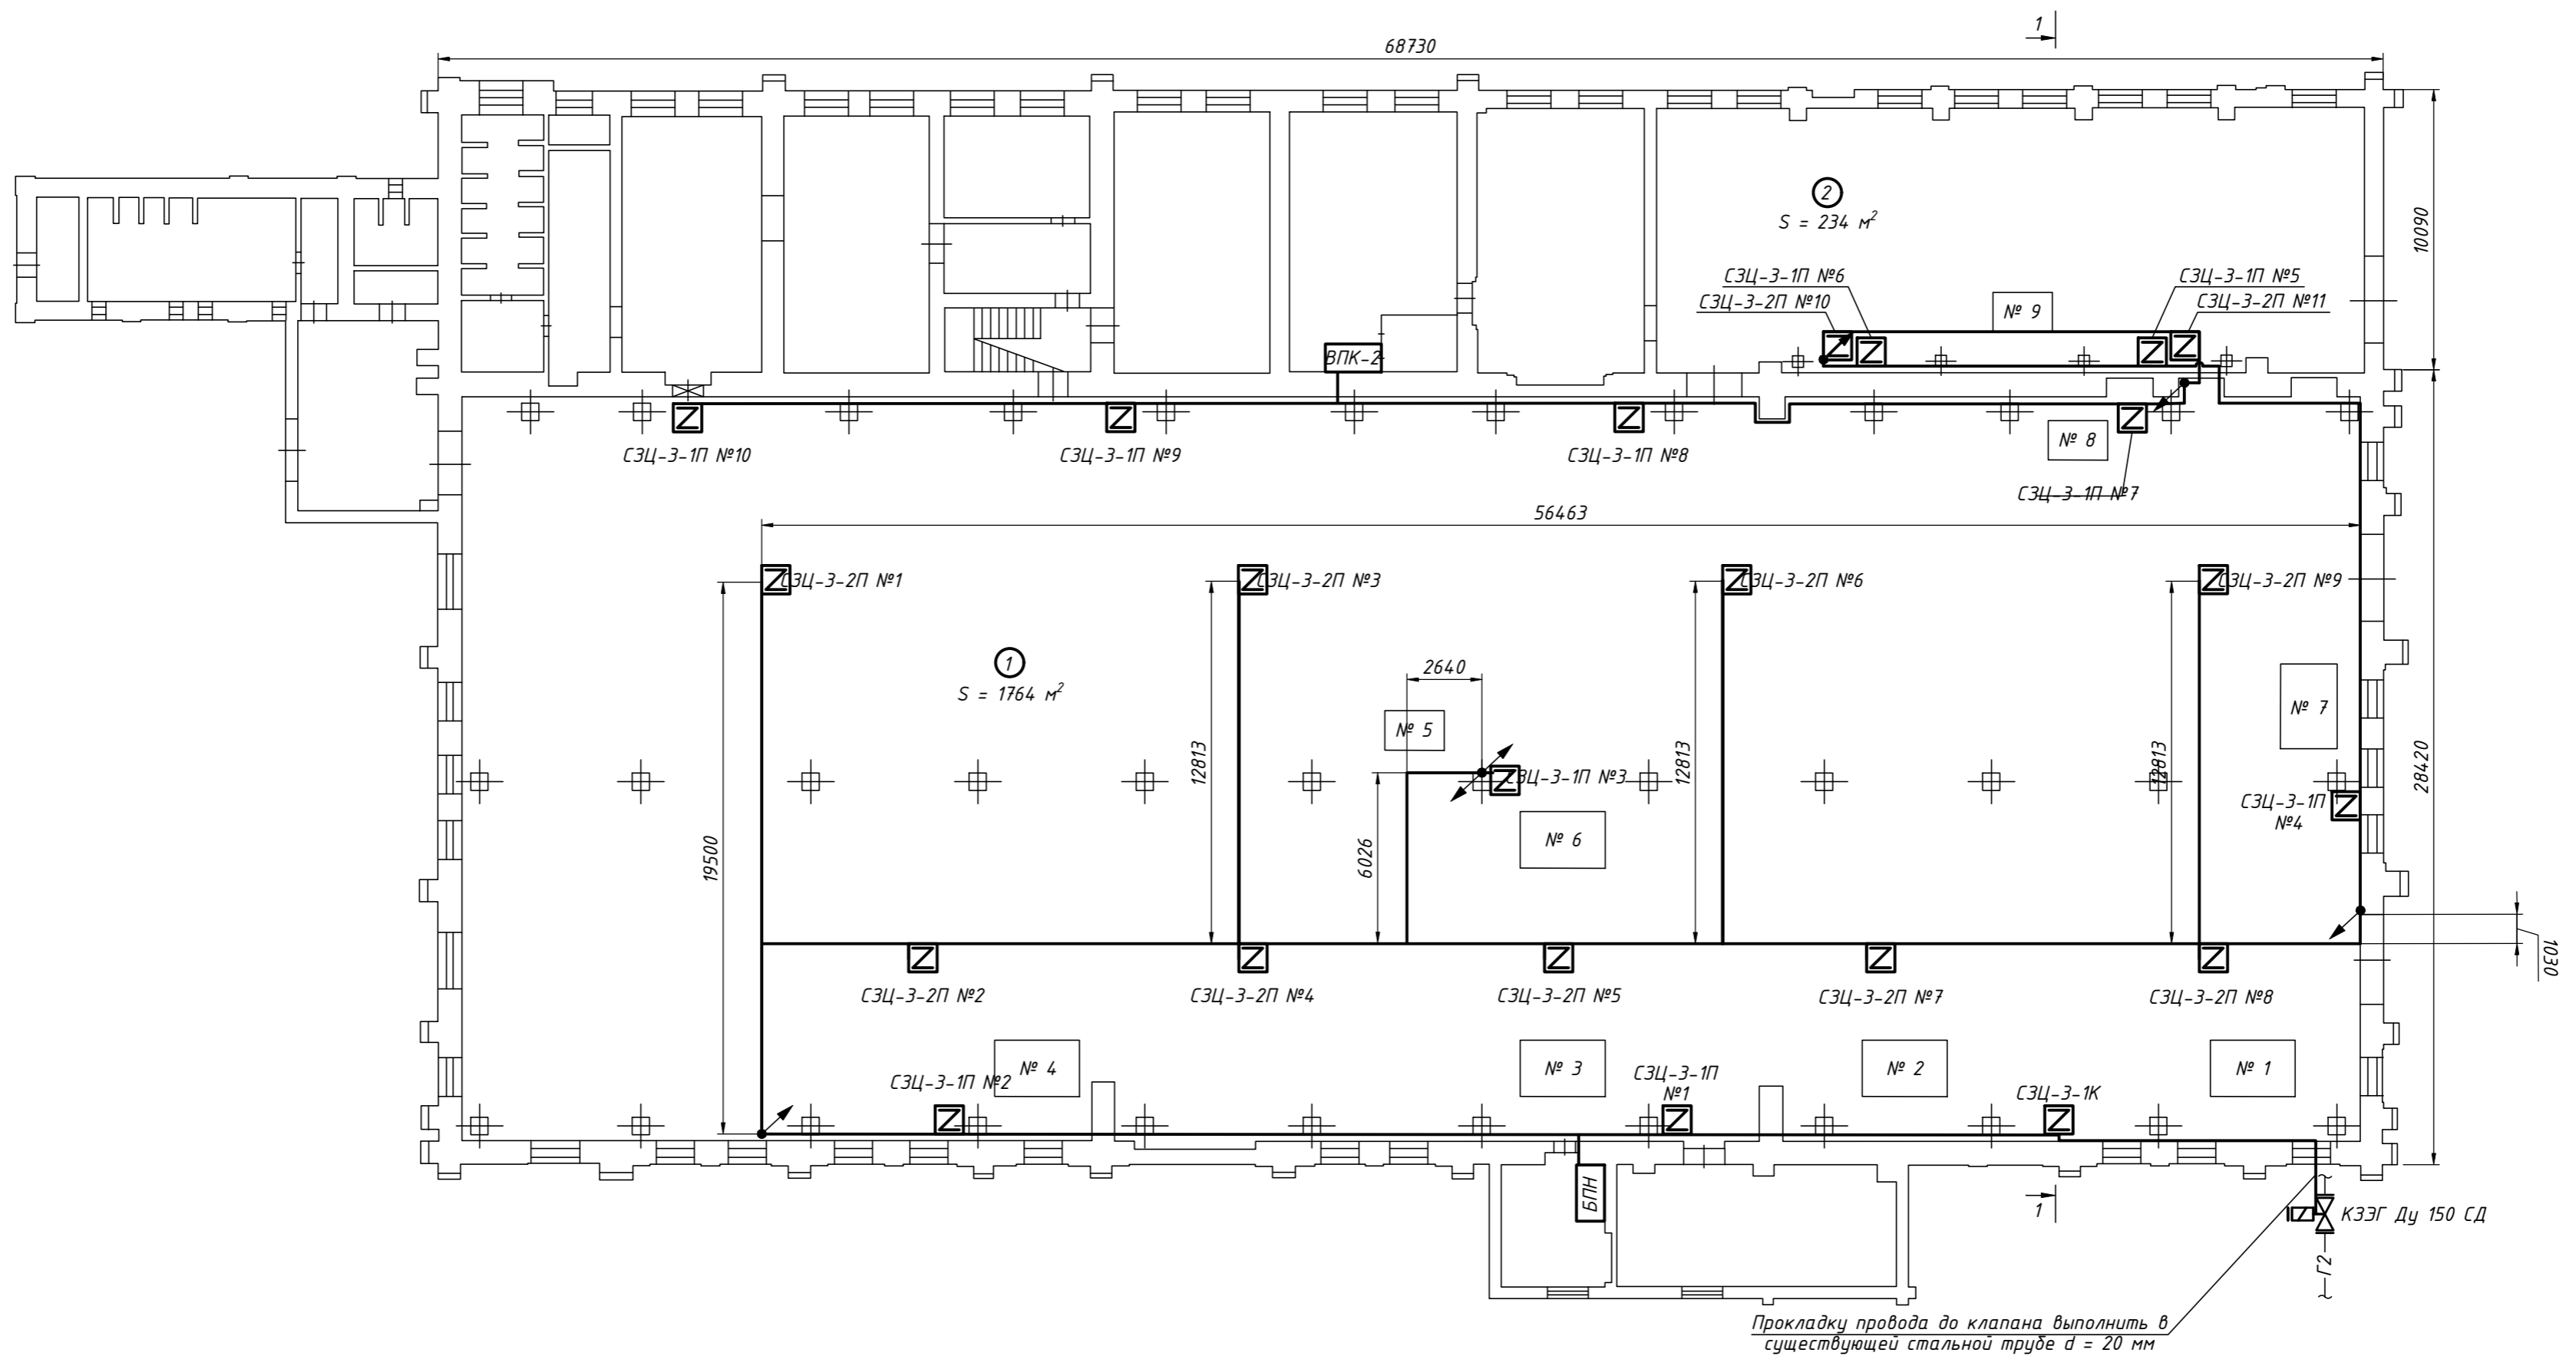 1
68730
2
S = 234 м²
10090
СЗЦ-3-1П №6
СЗЦ-3-2П №10
№ 9
СЗЦ-3-1П №5
СЗЦ-3-2П №11
ВПК-2
СЗЦ-3-1П №10
СЗЦ-3-1П №9
СЗЦ-3-1П №8
№ 8
СЗЦ-3-1П №7
56463
СЗЦ-3-2П №1
СЗЦ-3-2П №3
СЗЦ-3-2П №6
СЗЦ-3-2П №9
1
S = 1764 м²
2640
№ 5
№ 7
12813
12813
12813
28420
СЗЦ-3-1П №3
СЗЦ-3-1П
№4
19500
6026
№ 6
1030
СЗЦ-3-2П №2
СЗЦ-3-2П №4
СЗЦ-3-2П №5
СЗЦ-3-2П №7
СЗЦ-3-2П №8
№ 4
№ 3
№ 2
№ 1
СЗЦ-3-1П №2
СЗЦ-3-1П
№1
СЗЦ-3-1К
БПН
1
КЗЭГ Ду 150 СД
Г2
Прокладку провода до клапана выполнить в
существующей стальной трубе d = 20 мм